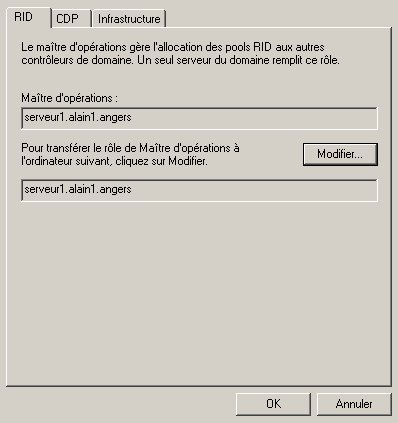 RID CDP Infrastructure
Le maître d'opérations gère l'allocation des pools RID aux autres
contrôleurs de domaine. Un seul serveur du domaine remplit ce rôle.
Maître d'opérations :
serveur1.alain1.angers
Pour transférer le rôle de Maître d'opérations à
l'ordinateur suivant, cliquez sur Modifier.
Modifier...
serveur1.alain1.angers
OK Annuler